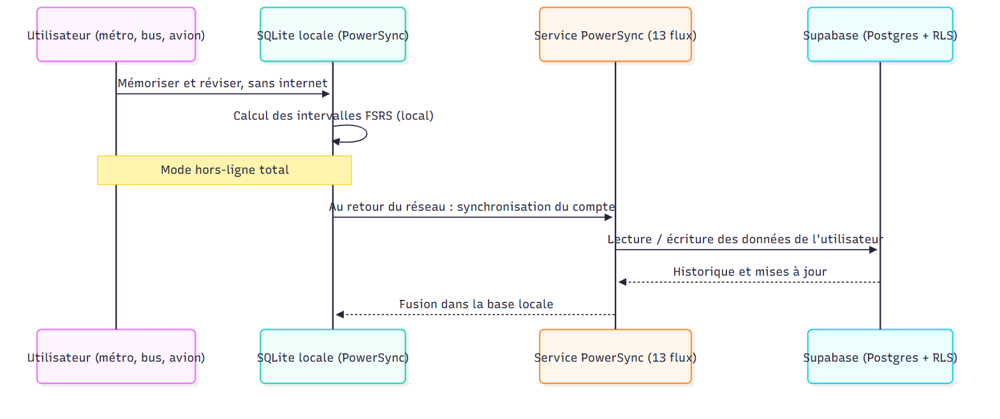 Utilisateur (métro, bus, avion)
SQLite locale (PowerSync)
Service PowerSync (13 flux)
Supabase (Postgres + RLS)
Mémoriser et réviser, sans internet
Calcul des intervalles FSRS (local)
Mode hors-ligne total
Au retour du réseau : synchronisation du compte
Lecture / écriture des données de l'utilisateur
Historique et mises à jour
Fusion dans la base locale
Utilisateur (métro, bus, avion)
SQLite locale (PowerSync)
Service PowerSync (13 flux)
Supabase (Postgres + RLS)